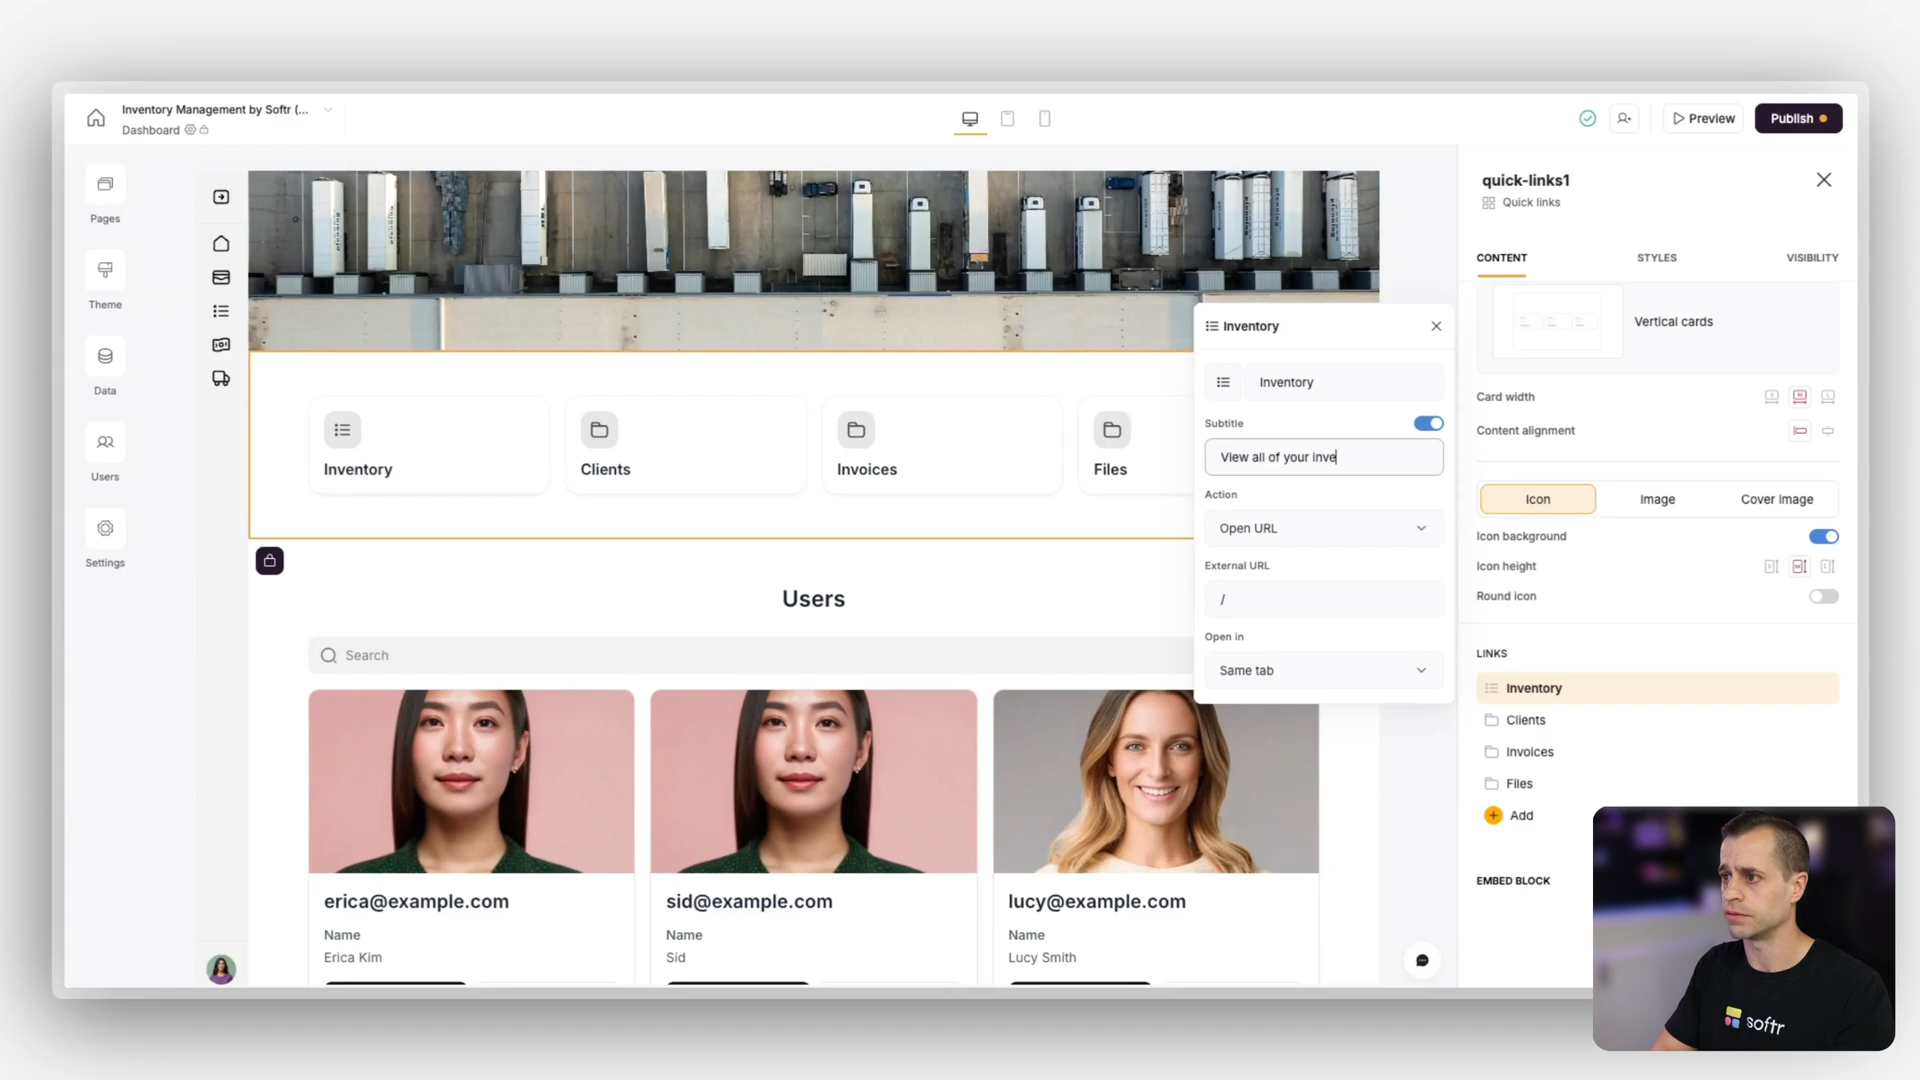 Inventory Management by Softr (...
Dashboard
Preview
Publish
Pages
Theme
Data
Users
Settings
Inventory
Clients
Invoices
Files
Users
Search
erica@example.com
Name
Erica Kim
sid@example.com
Name
Sid
lucy@example.com
Name
Lucy Smith
Inventory
Inventory
Subtitle
View all of your inve
Action
Open URL
External URL
/
Open in
Same tab
quick-links1
Quick links
CONTENT
STYLES
VISIBILITY
Vertical cards
Card width
Content alignment
Icon
Image
Cover image
Icon background
Icon height
Round icon
LINKS
Inventory
Clients
Invoices
Files
Add
EMBED BLOCK
softr